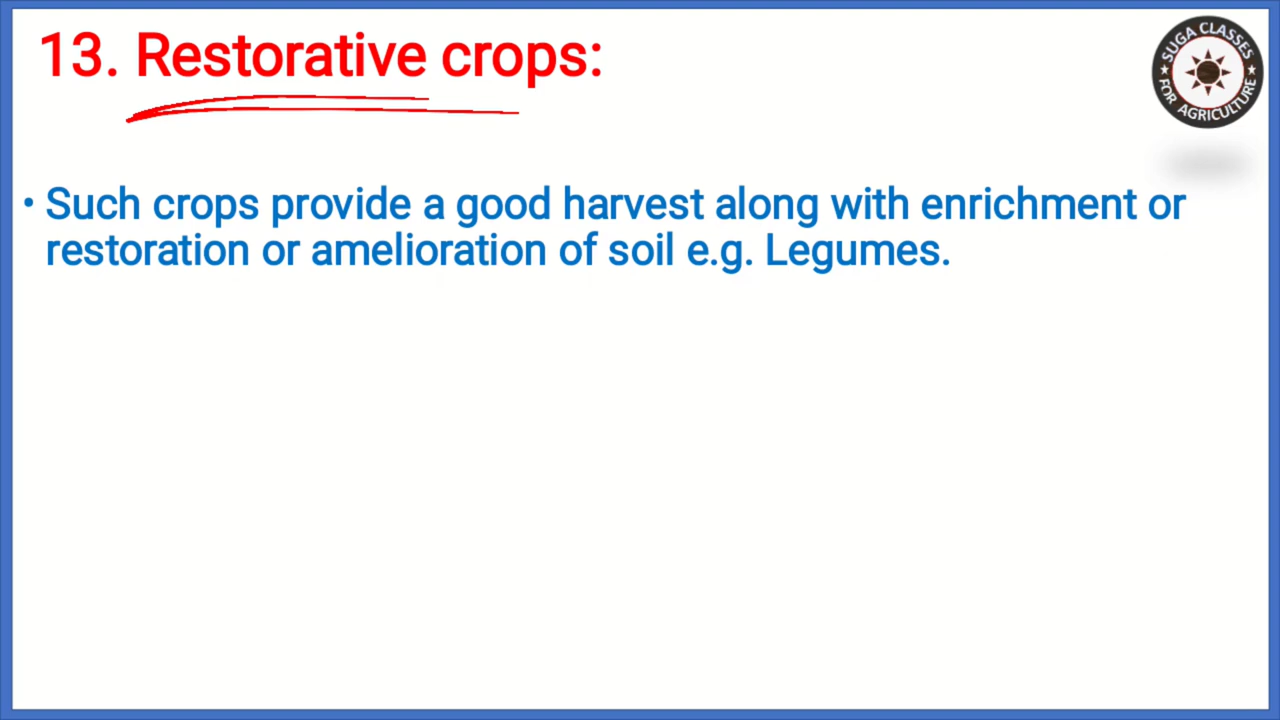 13. Restorative crops:
SUGA CLASSES
FOR AGRICULTURE
• Such crops provide a good harvest along with enrichment or
restoration or amelioration of soil e.g. Legumes.